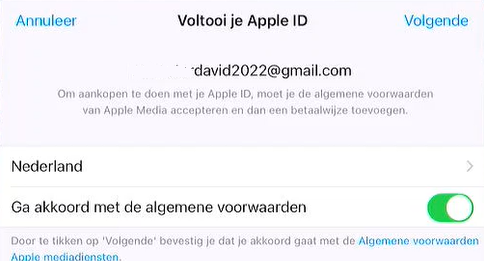 Annuleer Voltooi je Apple ID Volgende
david2022@gmail.com
Om aankopen te doen met je Apple ID, moet je de algemene voorwaarden
van Apple Media accepteren en dan een betaalwijze toevoegen.
Nederland
Ga akkoord met de algemene voorwaarden
Door te tikken op 'Volgende' bevestig je dat je akkoord gaat met de Algemene voorwaarden
Apple mediadiensten.